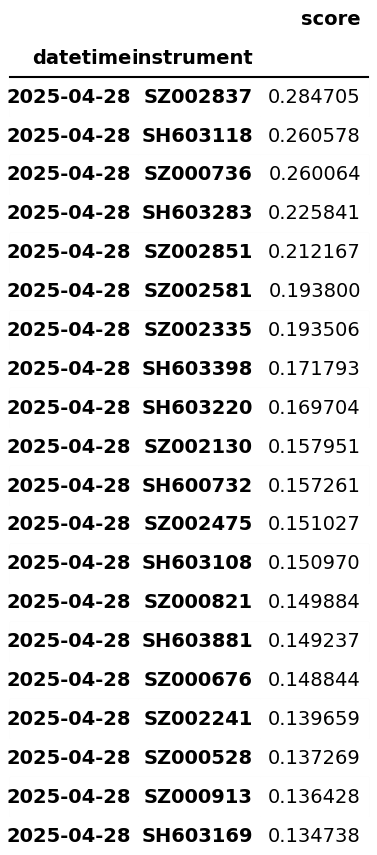 score
datetime instrument
2025-04-28 SZ002837 0.284705
2025-04-28 SH603118 0.260578
2025-04-28 SZ000736 0.260064
2025-04-28 SH603283 0.225841
2025-04-28 SZ002851 0.212167
2025-04-28 SZ002581 0.193800
2025-04-28 SZ002335 0.193506
2025-04-28 SH603398 0.171793
2025-04-28 SH603220 0.169704
2025-04-28 SZ002130 0.157951
2025-04-28 SH600732 0.157261
2025-04-28 SZ002475 0.151027
2025-04-28 SH603108 0.150970
2025-04-28 SZ000821 0.149884
2025-04-28 SH603881 0.149237
2025-04-28 SZ000676 0.148844
2025-04-28 SZ002241 0.139659
2025-04-28 SZ000528 0.137269
2025-04-28 SZ000913 0.136428
2025-04-28 SH603169 0.134738